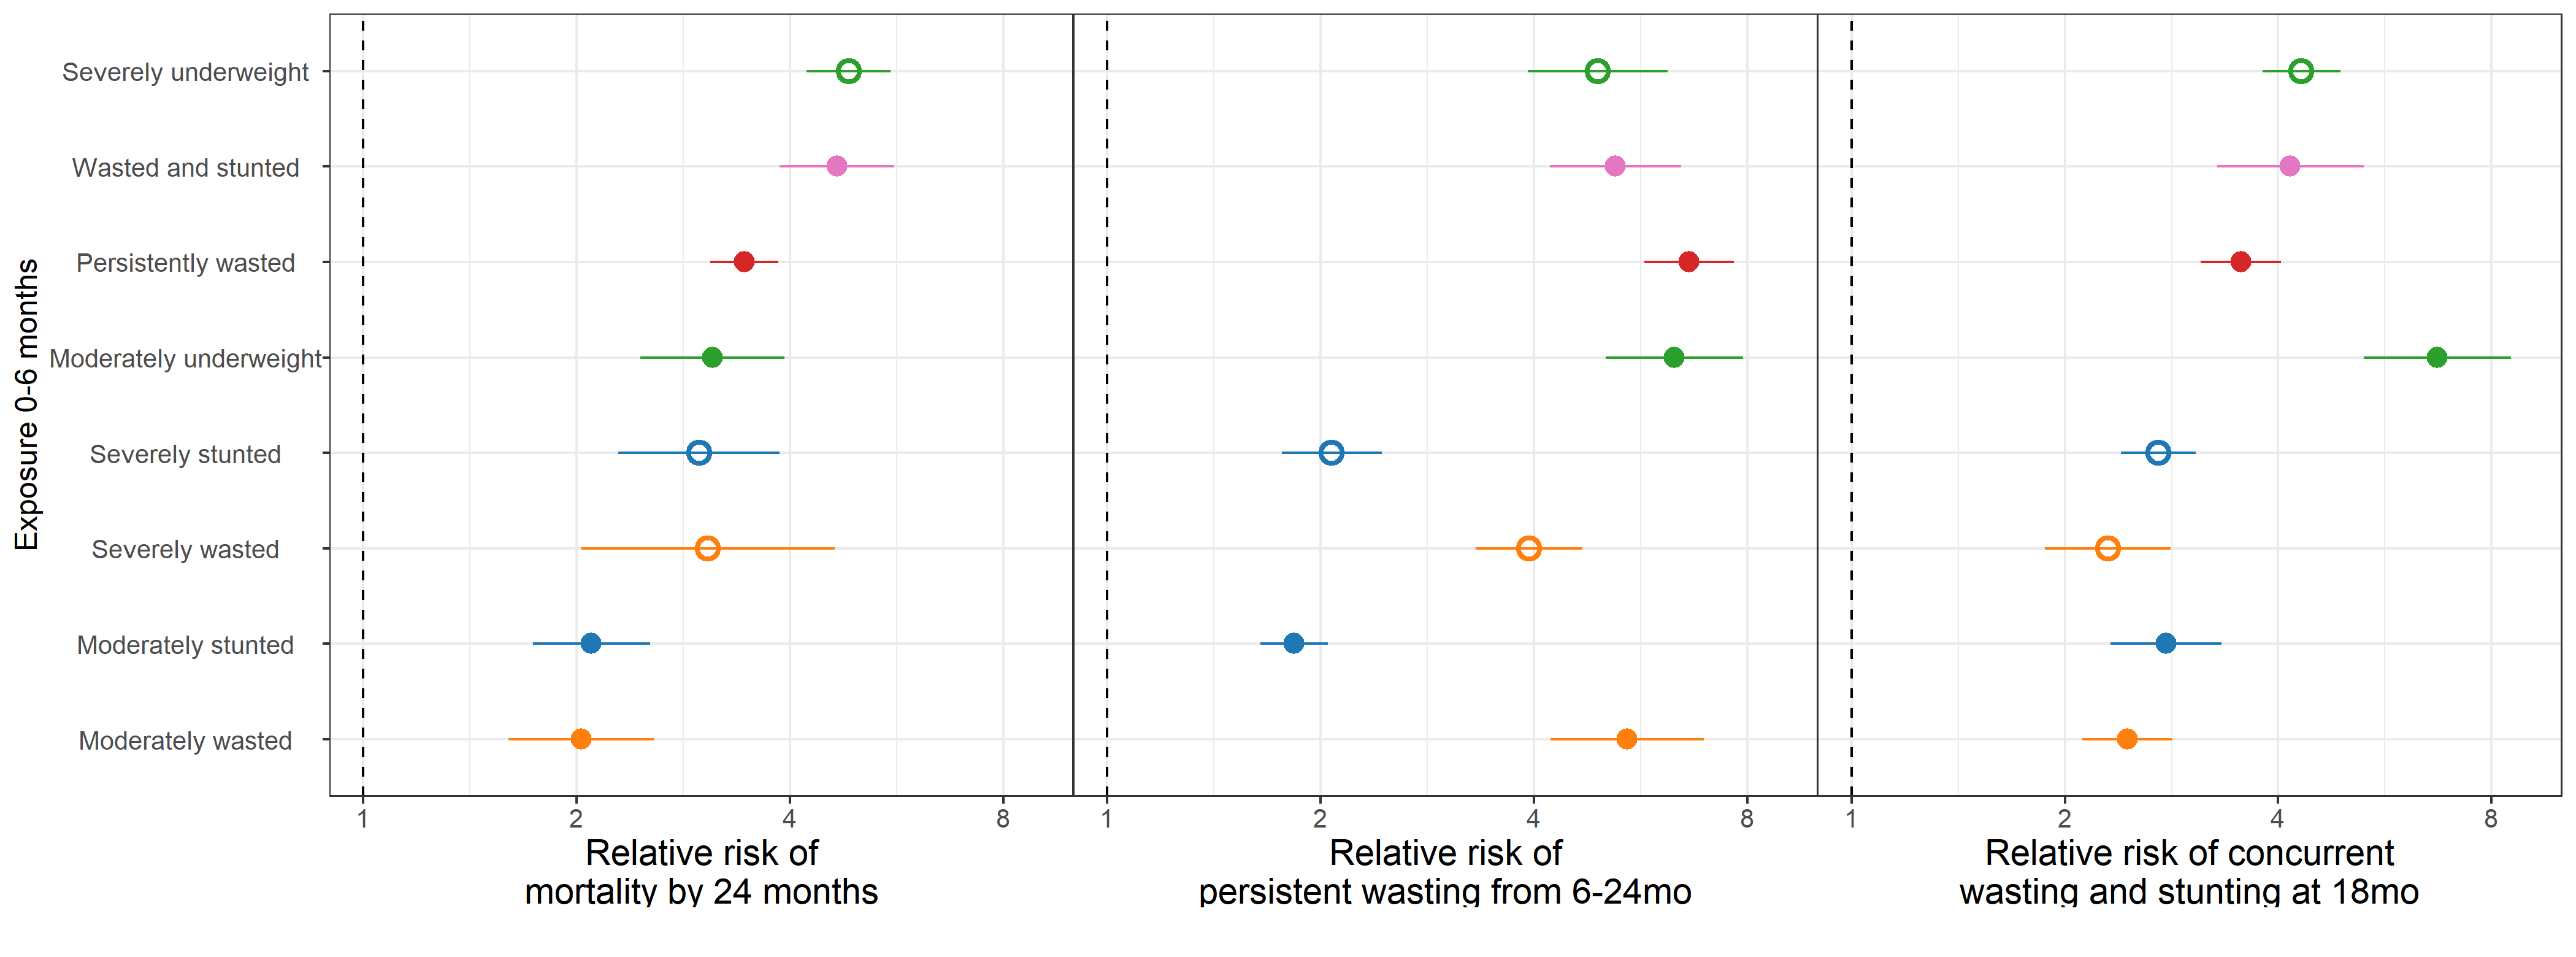 Exposure 0-6 months
Severely underweight
Wasted and stunted
Persistently wasted
Moderately underweight
Severely stunted
Severely wasted
Moderately stunted
Moderately wasted
1 2 4 8 1 2 4 8 1 2 4 8
Relative risk of
mortality by 24 months
Relative risk of
persistent wasting from 6-24mo
Relative risk of concurrent
wasting and stunting at 18mo